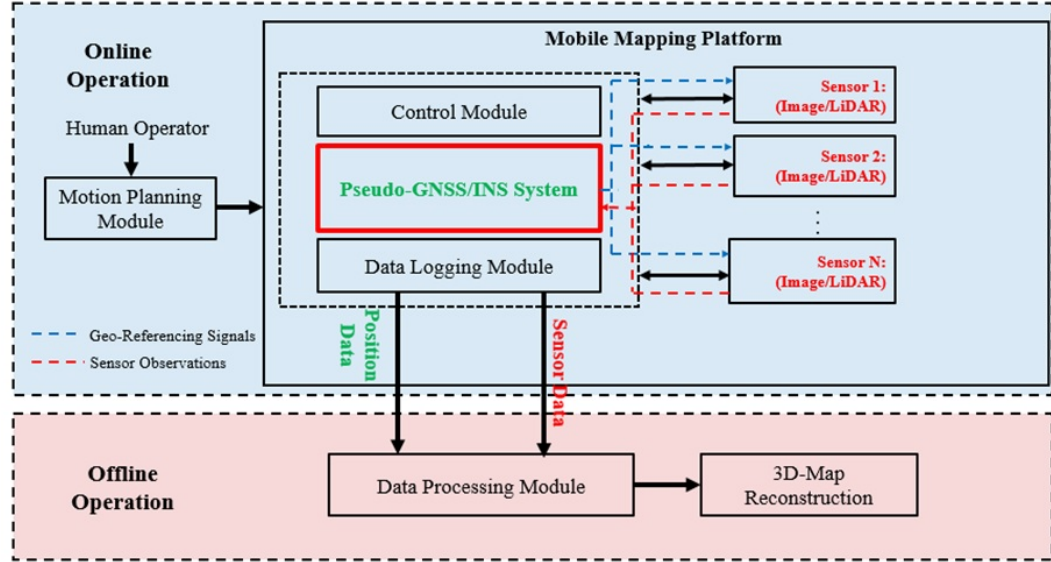 Online
Operation
Mobile Mapping Platform
Human Operator
Motion Planning
Module
Control Module
Pseudo-GNSS/INS System
Data Logging Module
Sensor 1:
(Image/LiDAR)
Sensor 2:
(Image/LiDAR)
Sensor N:
(Image/LiDAR)
Geo-Referencing Signals
Sensor Observations
Position
Data
Sensor Data
Offline
Operation
Data Processing Module
3D-Map
Reconstruction